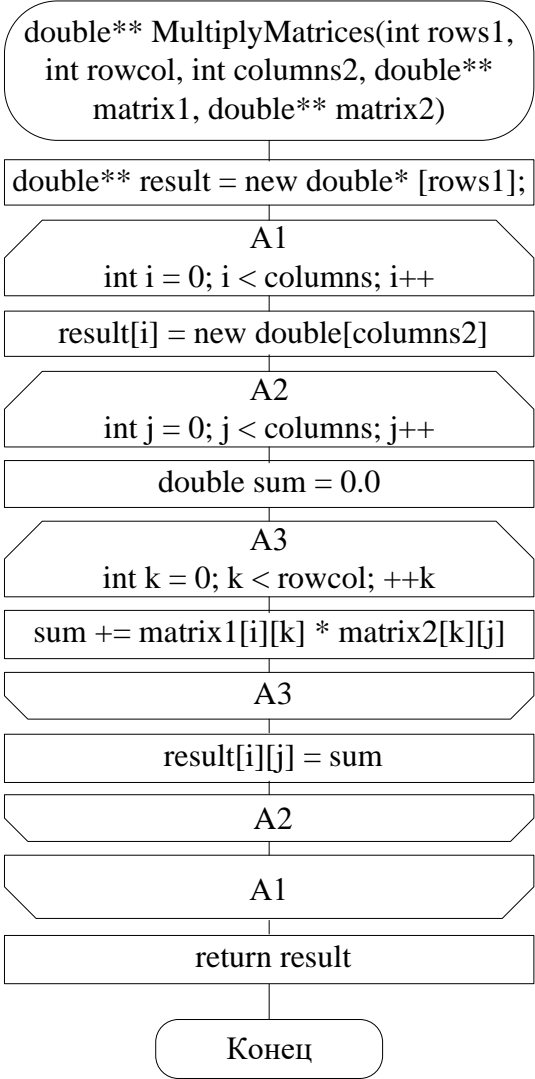 double** MultiplyMatrices(int rows1,
int rowcol, int columns2, double**
matrix1, double** matrix2)
double** result = new double* [rows1];
A1
int i = 0; i < columns; i++
result[i] = new double[columns2]
A2
int j = 0; j < columns; j++
double sum = 0.0
A3
int k = 0; k < rowcol; ++k
sum += matrix1[i][k] * matrix2[k][j]
A3
result[i][j] = sum
A2
A1
return result
Конец